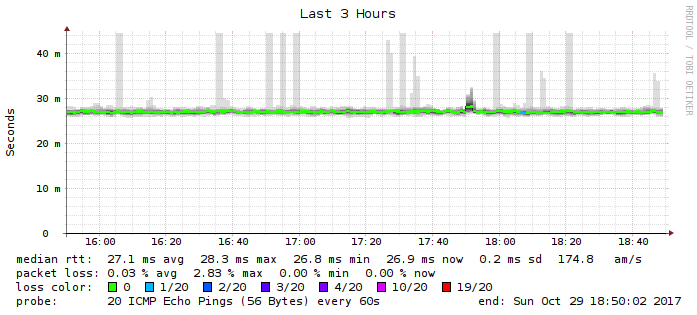 Last 3 Hours
RRDTOOL / TOBI OETIKER
Seconds
40 m
30 m
20 m
10 m
0
16:00 16:20 16:40 17:00 17:20 17:40 18:00 18:20 18:40
median rtt: 27.1 ms avg 28.3 ms max 26.8 ms min 26.9 ms now 0.2 ms sd 174.8 am/s
packet loss: 0.03 % avg 2.83 % max 0.00 % min 0.00 % now
loss color: 0 1/20 2/20 3/20 4/20 10/20 19/20
probe: 20 ICMP Echo Pings (56 Bytes) every 60s end: Sun Oct 29 18:50:02 2017